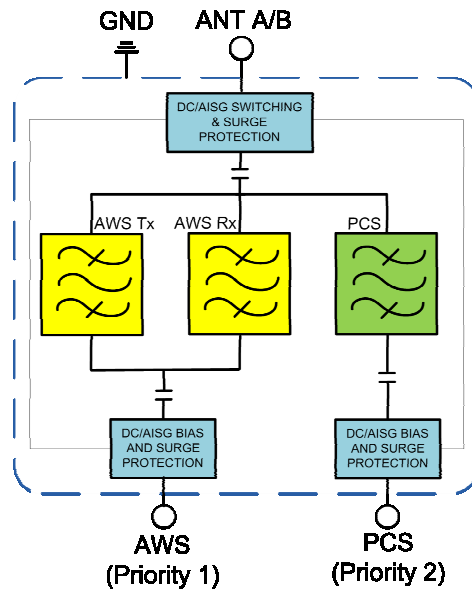 GND
ANT A/B
DC/AISG SWITCHING
& SURGE
PROTECTION
AWS Tx
AWS Rx
PCS
DC/AISG BIAS
AND SURGE
PROTECTION
DC/AISG BIAS
AND SURGE
PROTECTION
AWS
(Priority 1)
PCS
(Priority 2)